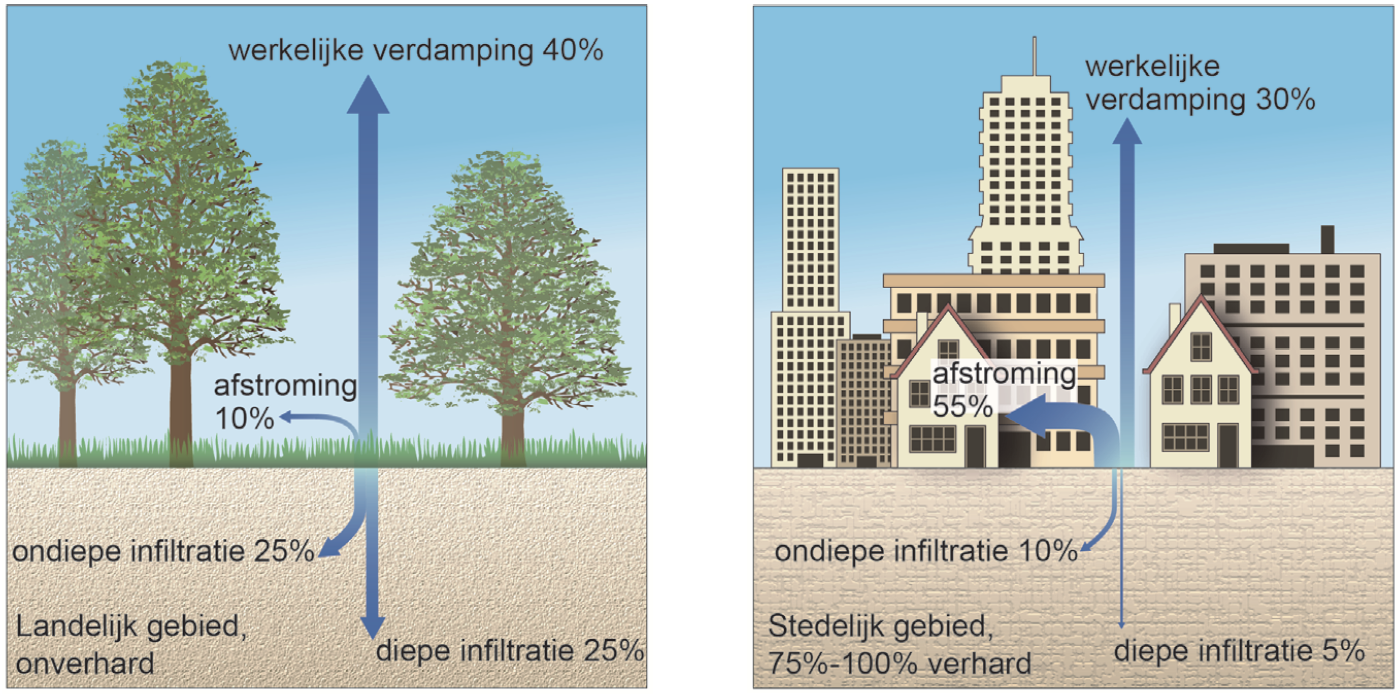 werkelijke verdamping 40%
afstroming
10%
ondiepe infiltratie 25%
Landelijk gebied,
onverhard
diepe infiltratie 25%
werkelijke
verdamping 30%
afstroming
55%
ondiepe infiltratie 10%
Stedelijk gebied,
75%-100% verhard
diepe infiltratie 5%